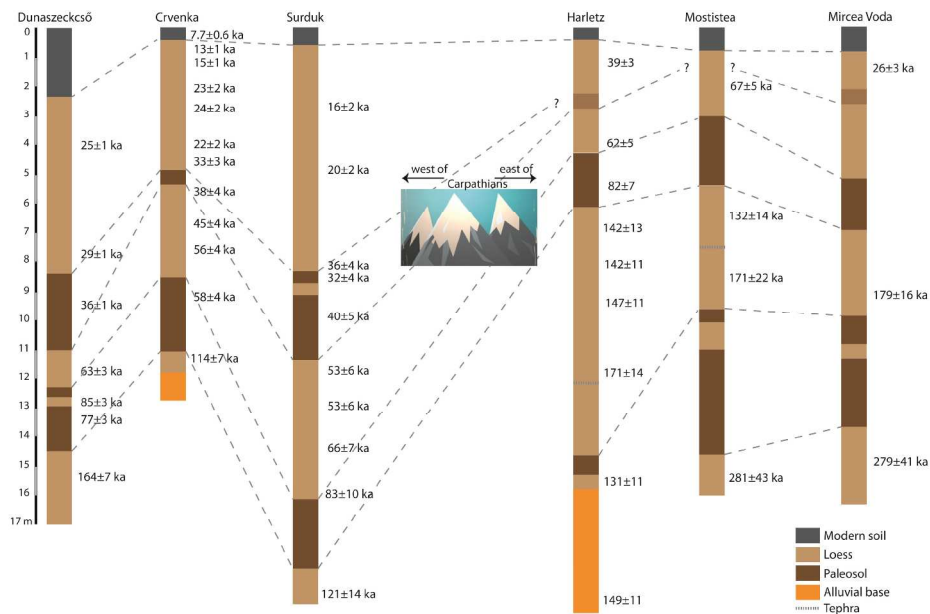 Dunaszeckcső
Crvenka
Surduk
Harletz
Mostistea
Mircea Voda
0
1
2
3
4
5
6
7
8
9
10
11
12
13
14
15
16
17 m
25±1 ka
29±1 ka
36±1 ka
63±3 ka
85±3 ka
77±3 ka
164±7 ka
7.7±0.6 ka
13±1 ka
15±1 ka
23±2 ka
24±2 ka
22±2 ka
33±3 ka
38±4 ka
45±4 ka
56±4 ka
58±4 ka
114±7 ka
16±2 ka
20±2 ka
36±4 ka
32±4 ka
40±5 ka
53±6 ka
53±6 ka
66±7 ka
83±10 ka
121±14 ka
?
west of
east of
Carpathians
39±3
62±5
82±7
142±13
142±11
147±11
171±14
131±11
149±11
?
?
67±5 ka
132±14 ka
171±22 ka
281±43 ka
26±3 ka
179±16 ka
279±41 ka
Modern soil
Loess
Paleosol
Alluvial base
Tephra